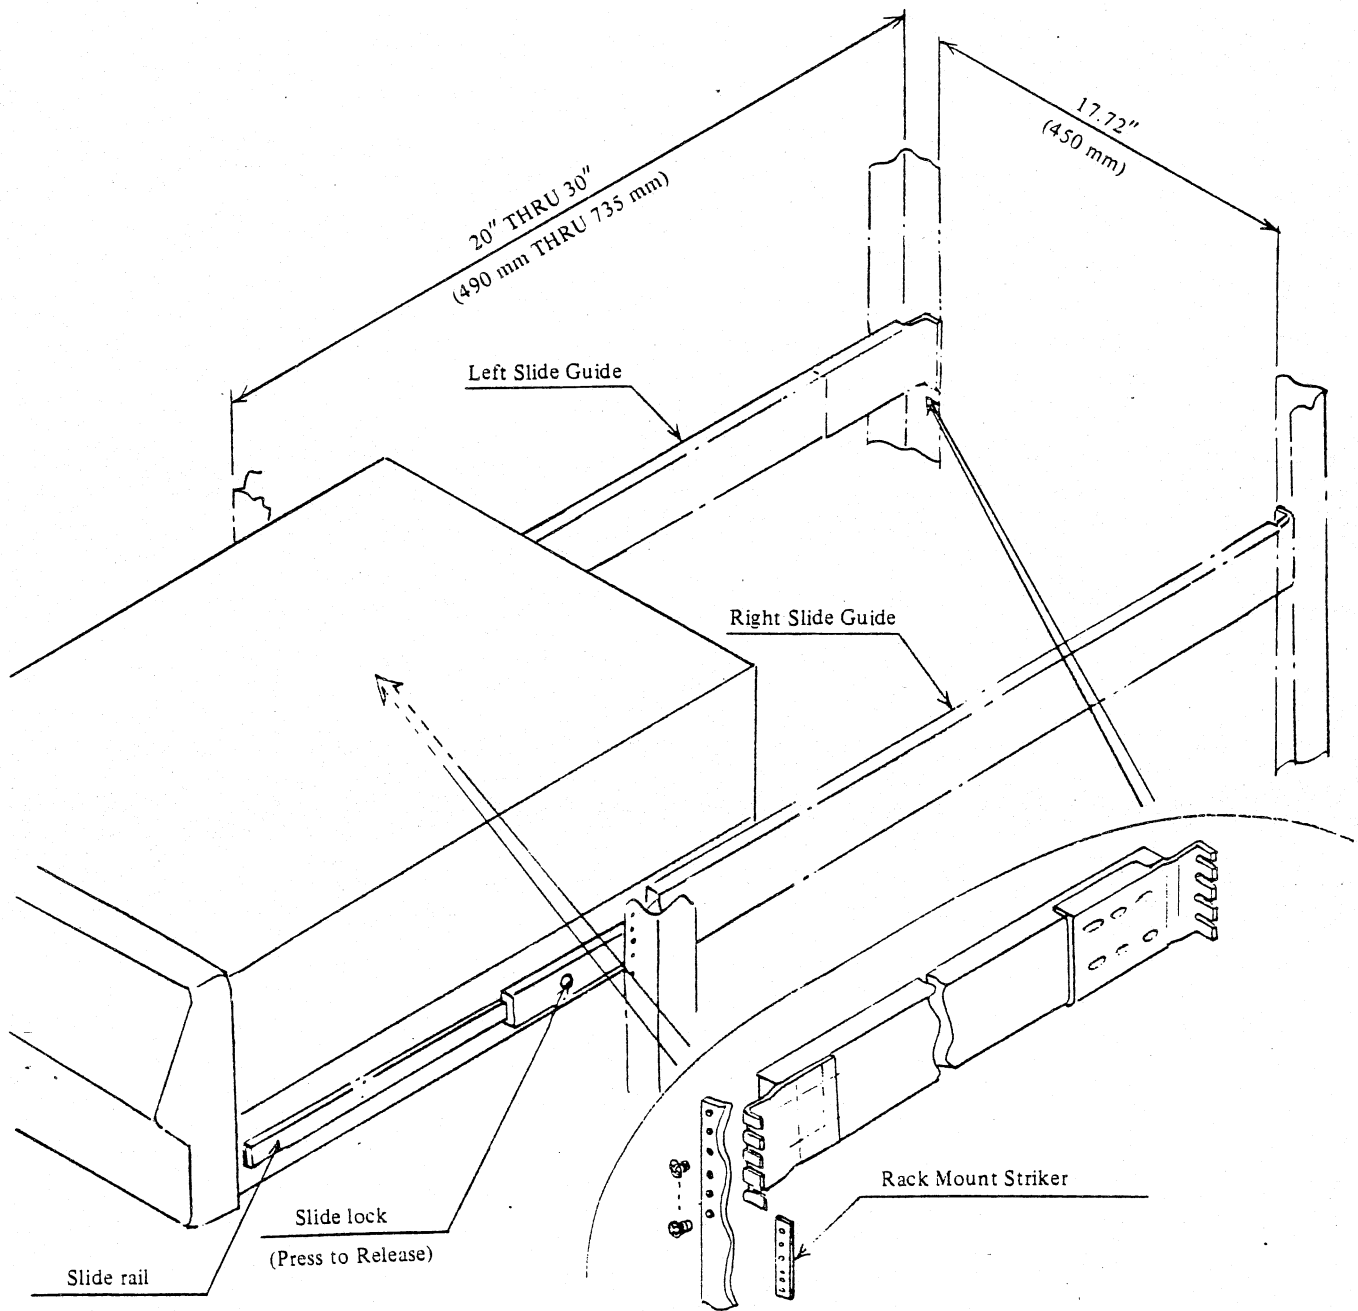 17.72"
(450 mm)
20" THRU 30"
(490 mm THRU 735 mm)
Left Slide Guide
Right Slide Guide
Rack Mount Striker
Slide lock
(Press to Release)
Slide rail